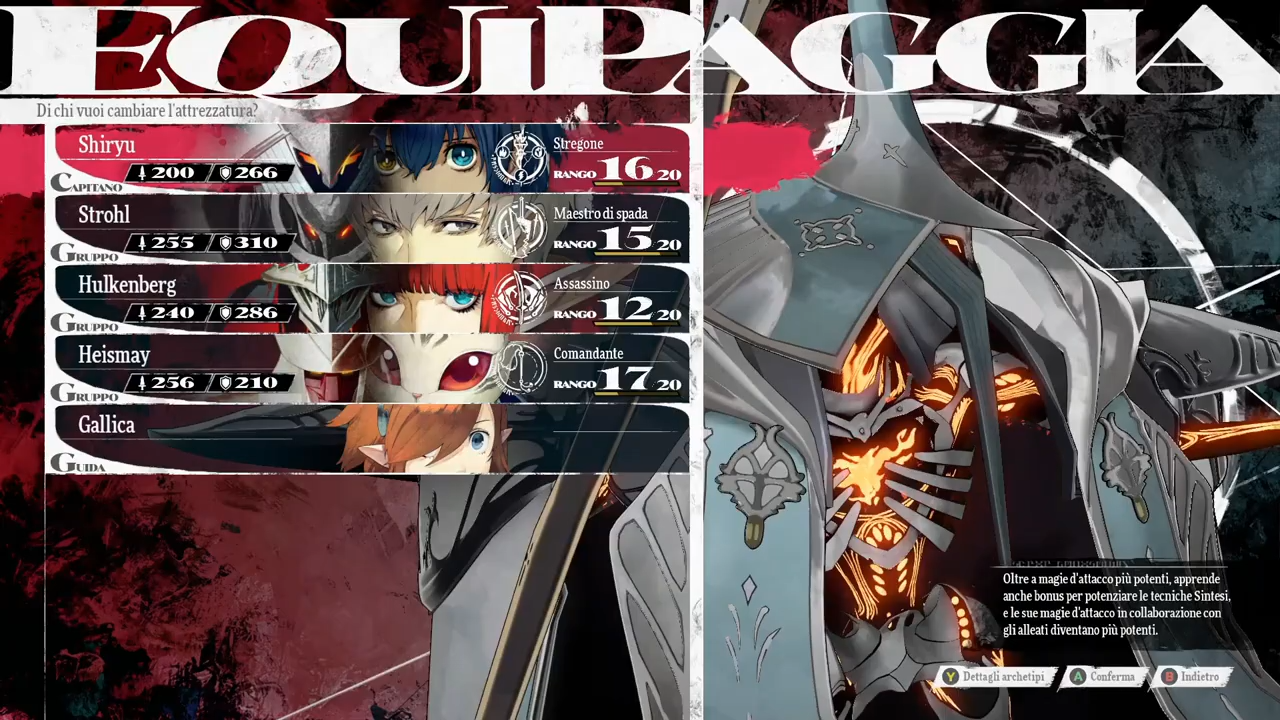 EQUIPAGGIA
Di chi vuoi cambiare l'attrezzatura?
Shiryu
200 266
CAPITANO
Stregone
RANGO 16 20
Strohl
255 310
GRUPPO
Maestro di spada
RANGO 15 20
Hulkenberg
240 286
GRUPPO
Assassino
RANGO 12 20
Heismay
256 210
GRUPPO
Comandante
RANGO 17 20
Gallica
GUIDA
Oltre a magie d'attacco più potenti, apprende
anche bonus per potenziare le tecniche Sintesi,
e le sue magie d'attacco in collaborazione con
gli alleati diventano più potenti.
Y Dettagli archetipi A Conferma B Indietro